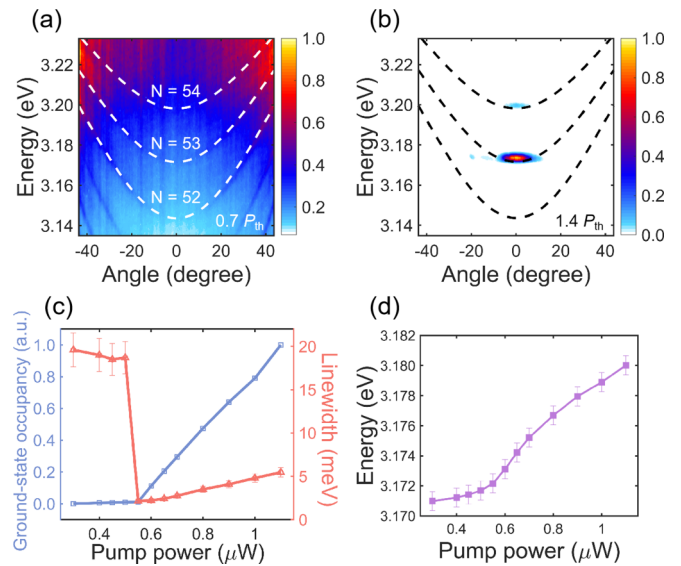 (a)
(b)
3.22
3.20
3.18
3.16
3.14
Energy (eV)
N = 54
N = 53
N = 52
0.7 Pth
-40 -20 0 20 40
Angle (degree)
1.0
0.8
0.6
0.4
0.2
3.22
3.20
3.18
3.16
3.14
Energy (eV)
1.4 Pth
-40 -20 0 20 40
Angle (degree)
1.0
0.8
0.6
0.4
0.2
0.0
(c)
Ground-state occupancy (a.u.)
1.0
0.8
0.6
0.4
0.2
0.0
20
15
10
5
0
Linewidth (meV)
0.4 0.6 0.8 1
Pump power (μW)
(d)
Energy (eV)
3.182
3.180
3.178
3.176
3.174
3.172
3.170
0.4 0.6 0.8 1
Pump power (μW)